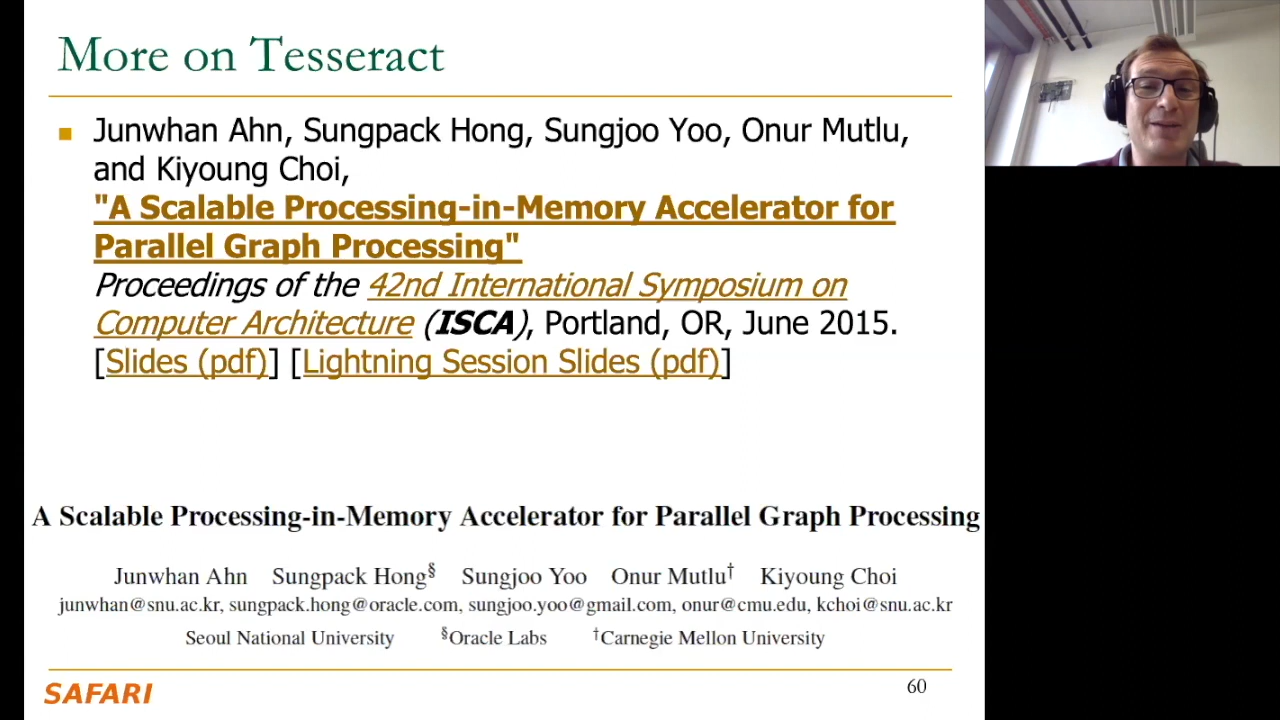 More on Tesseract
Junwhan Ahn, Sungpack Hong, Sungjoo Yoo, Onur Mutlu,
and Kiyoung Choi,
"A Scalable Processing-in-Memory Accelerator for
Parallel Graph Processing"
Proceedings of the 42nd International Symposium on
Computer Architecture (ISCA), Portland, OR, June 2015.
[Slides (pdf)] [Lightning Session Slides (pdf)]
A Scalable Processing-in-Memory Accelerator for Parallel Graph Processing
Junwhan Ahn Sungpack Hong§ Sungjoo Yoo Onur Mutlu† Kiyoung Choi
junwhan@snu.ac.kr, sungpack.hong@oracle.com, sungjoo.yoo@gmail.com, onur@cmu.edu, kchoi@snu.ac.kr
Seoul National University §Oracle Labs †Carnegie Mellon University
SAFARI
60